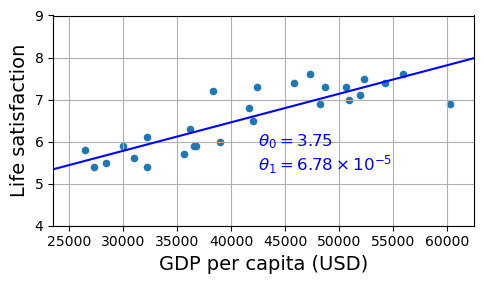 9
8
7
6
5
4
Life satisfaction
θ₀ = 3.75
θ₁ = 6.78 × 10⁻⁵
25000 30000 35000 40000 45000 50000 55000 60000
GDP per capita (USD)